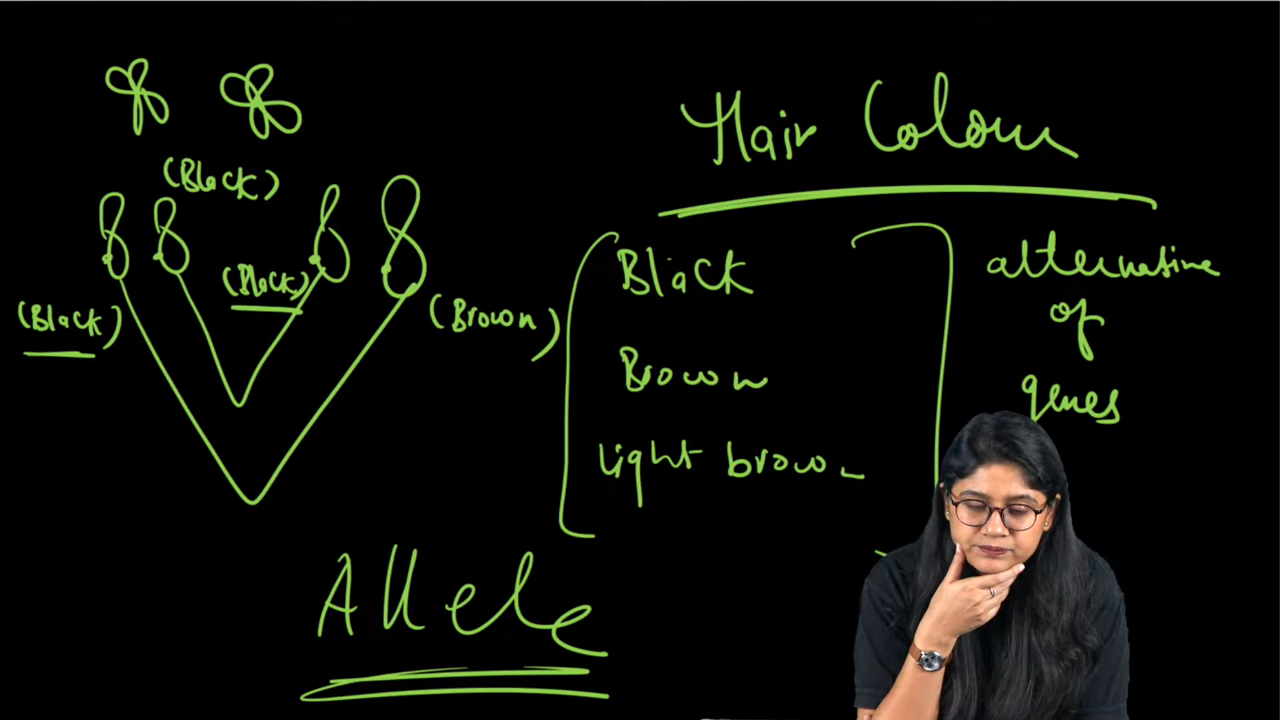 Hair Colour
(Black)
(Black)
(Black)
(Brown)
Black
Brown
light brown
alternative
of
genes
Allele